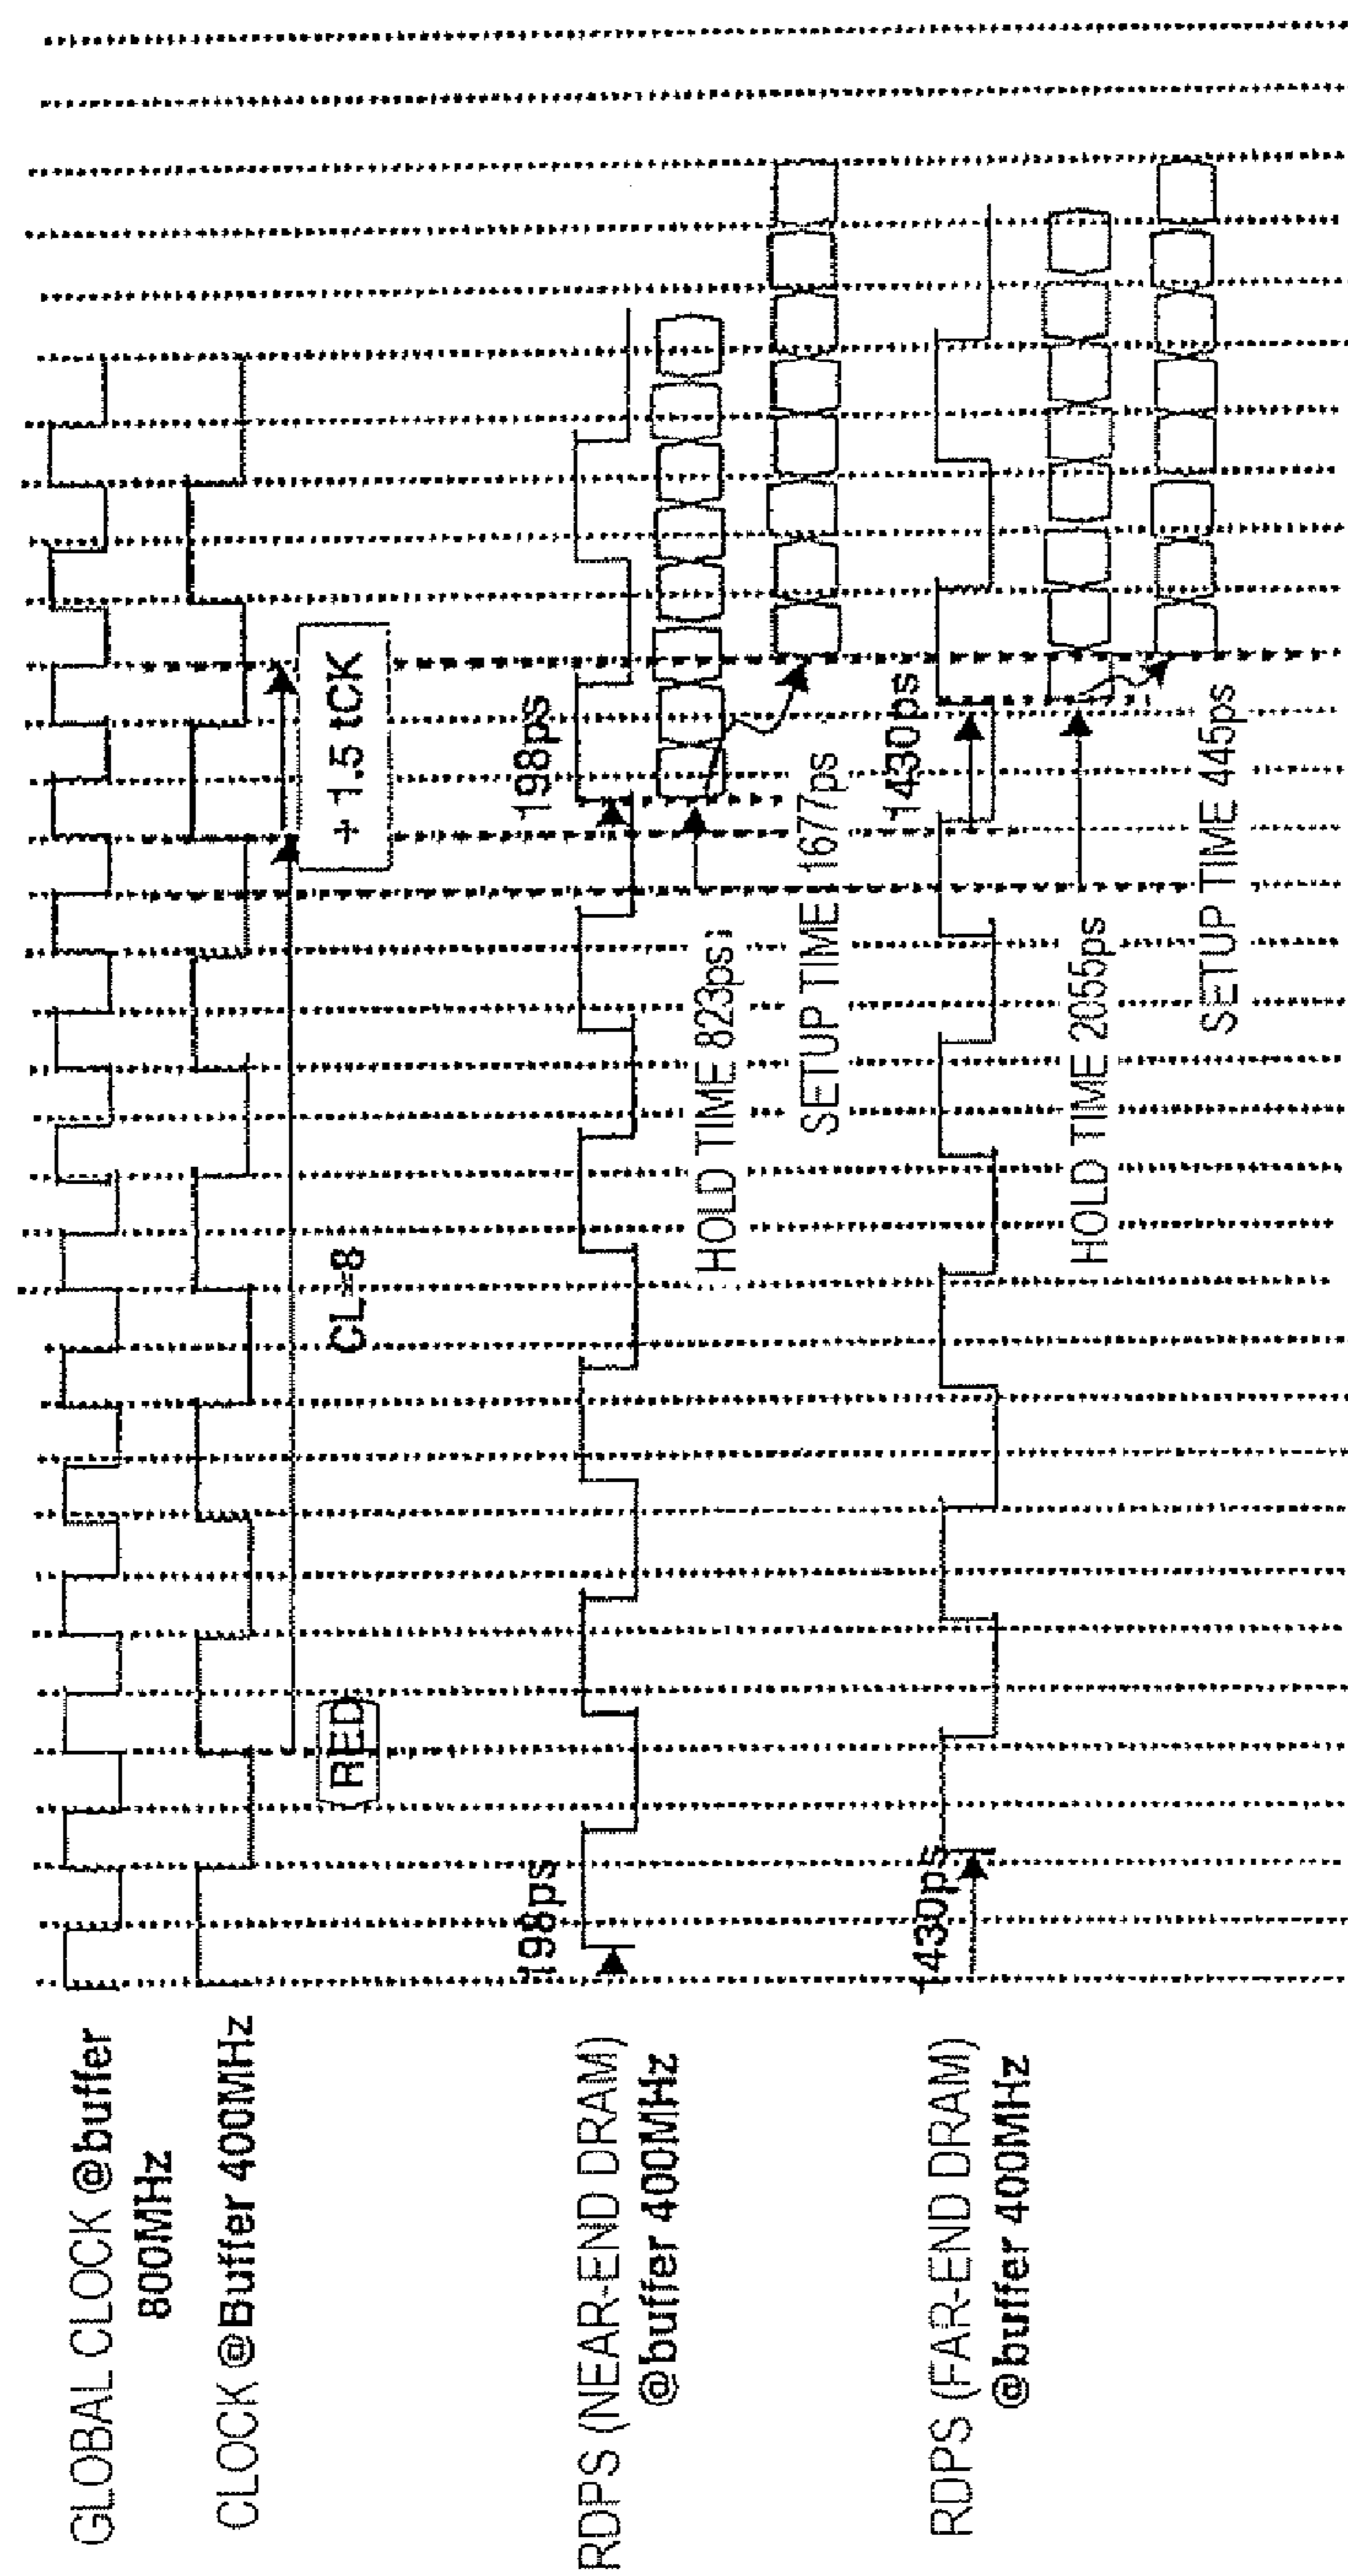 GLOBAL CLOCK @buffer
800MHz
CLOCK @Buffer 400MHz
RED
CL=8
+1.5 tCK
RDPS (NEAR-END DRAM)
@buffer 400MHz
198ps
198ps
HOLD TIME 823ps
SETUP TIME 1677ps
RDPS (FAR-END DRAM)
@buffer 400MHz
1430ps
1430ps
HOLD TIME 2055ps
SETUP TIME 445ps